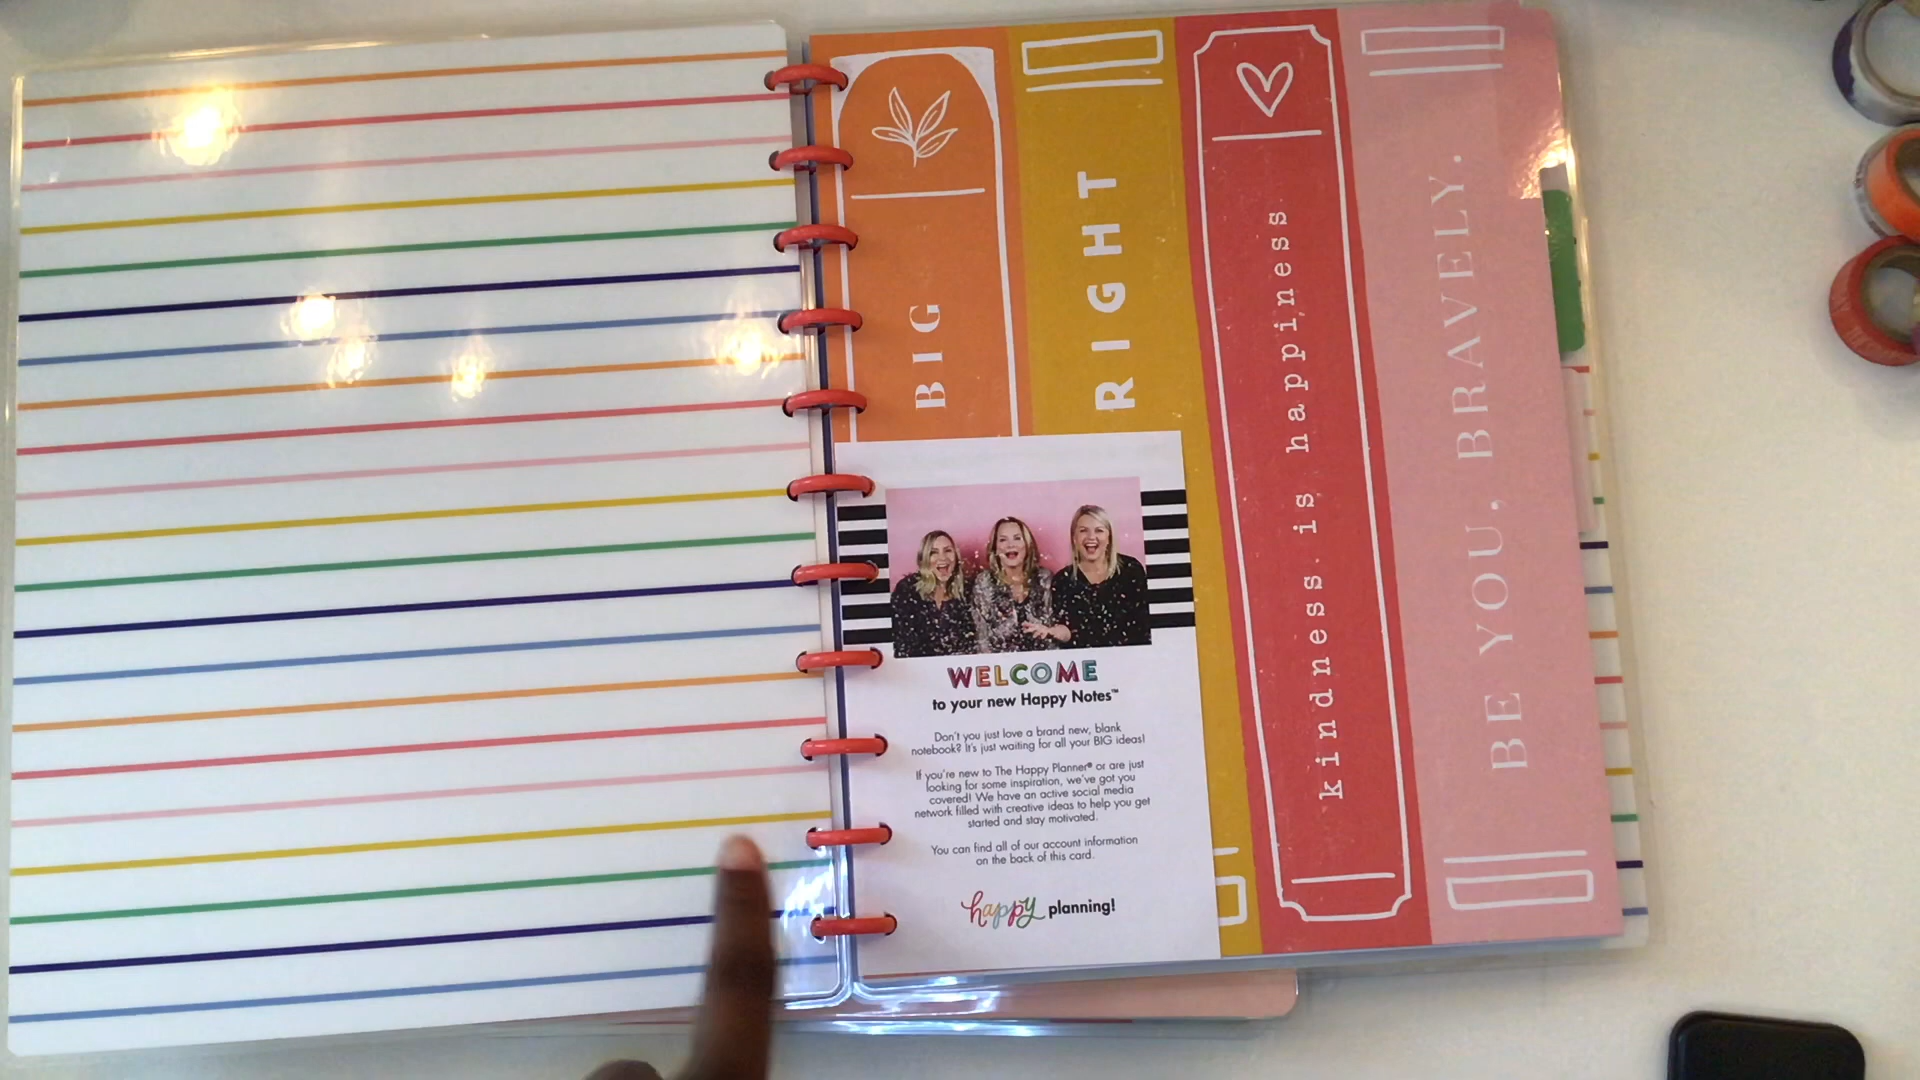 BIG
RIGHT
kindness is happiness
BE YOU, BRAVELY.
WELCOME
to your new Happy Notes™
Don't you just love a brand new, blank
notebook? It's just waiting for all your BIG ideas!
If you're new to The Happy Planner® or are just
looking for some inspiration, we've got you
covered! We have an active social media
network filled with creative ideas to help you get
started and stay motivated.
You can find all of our account information
on the back of this card.
happy planning!